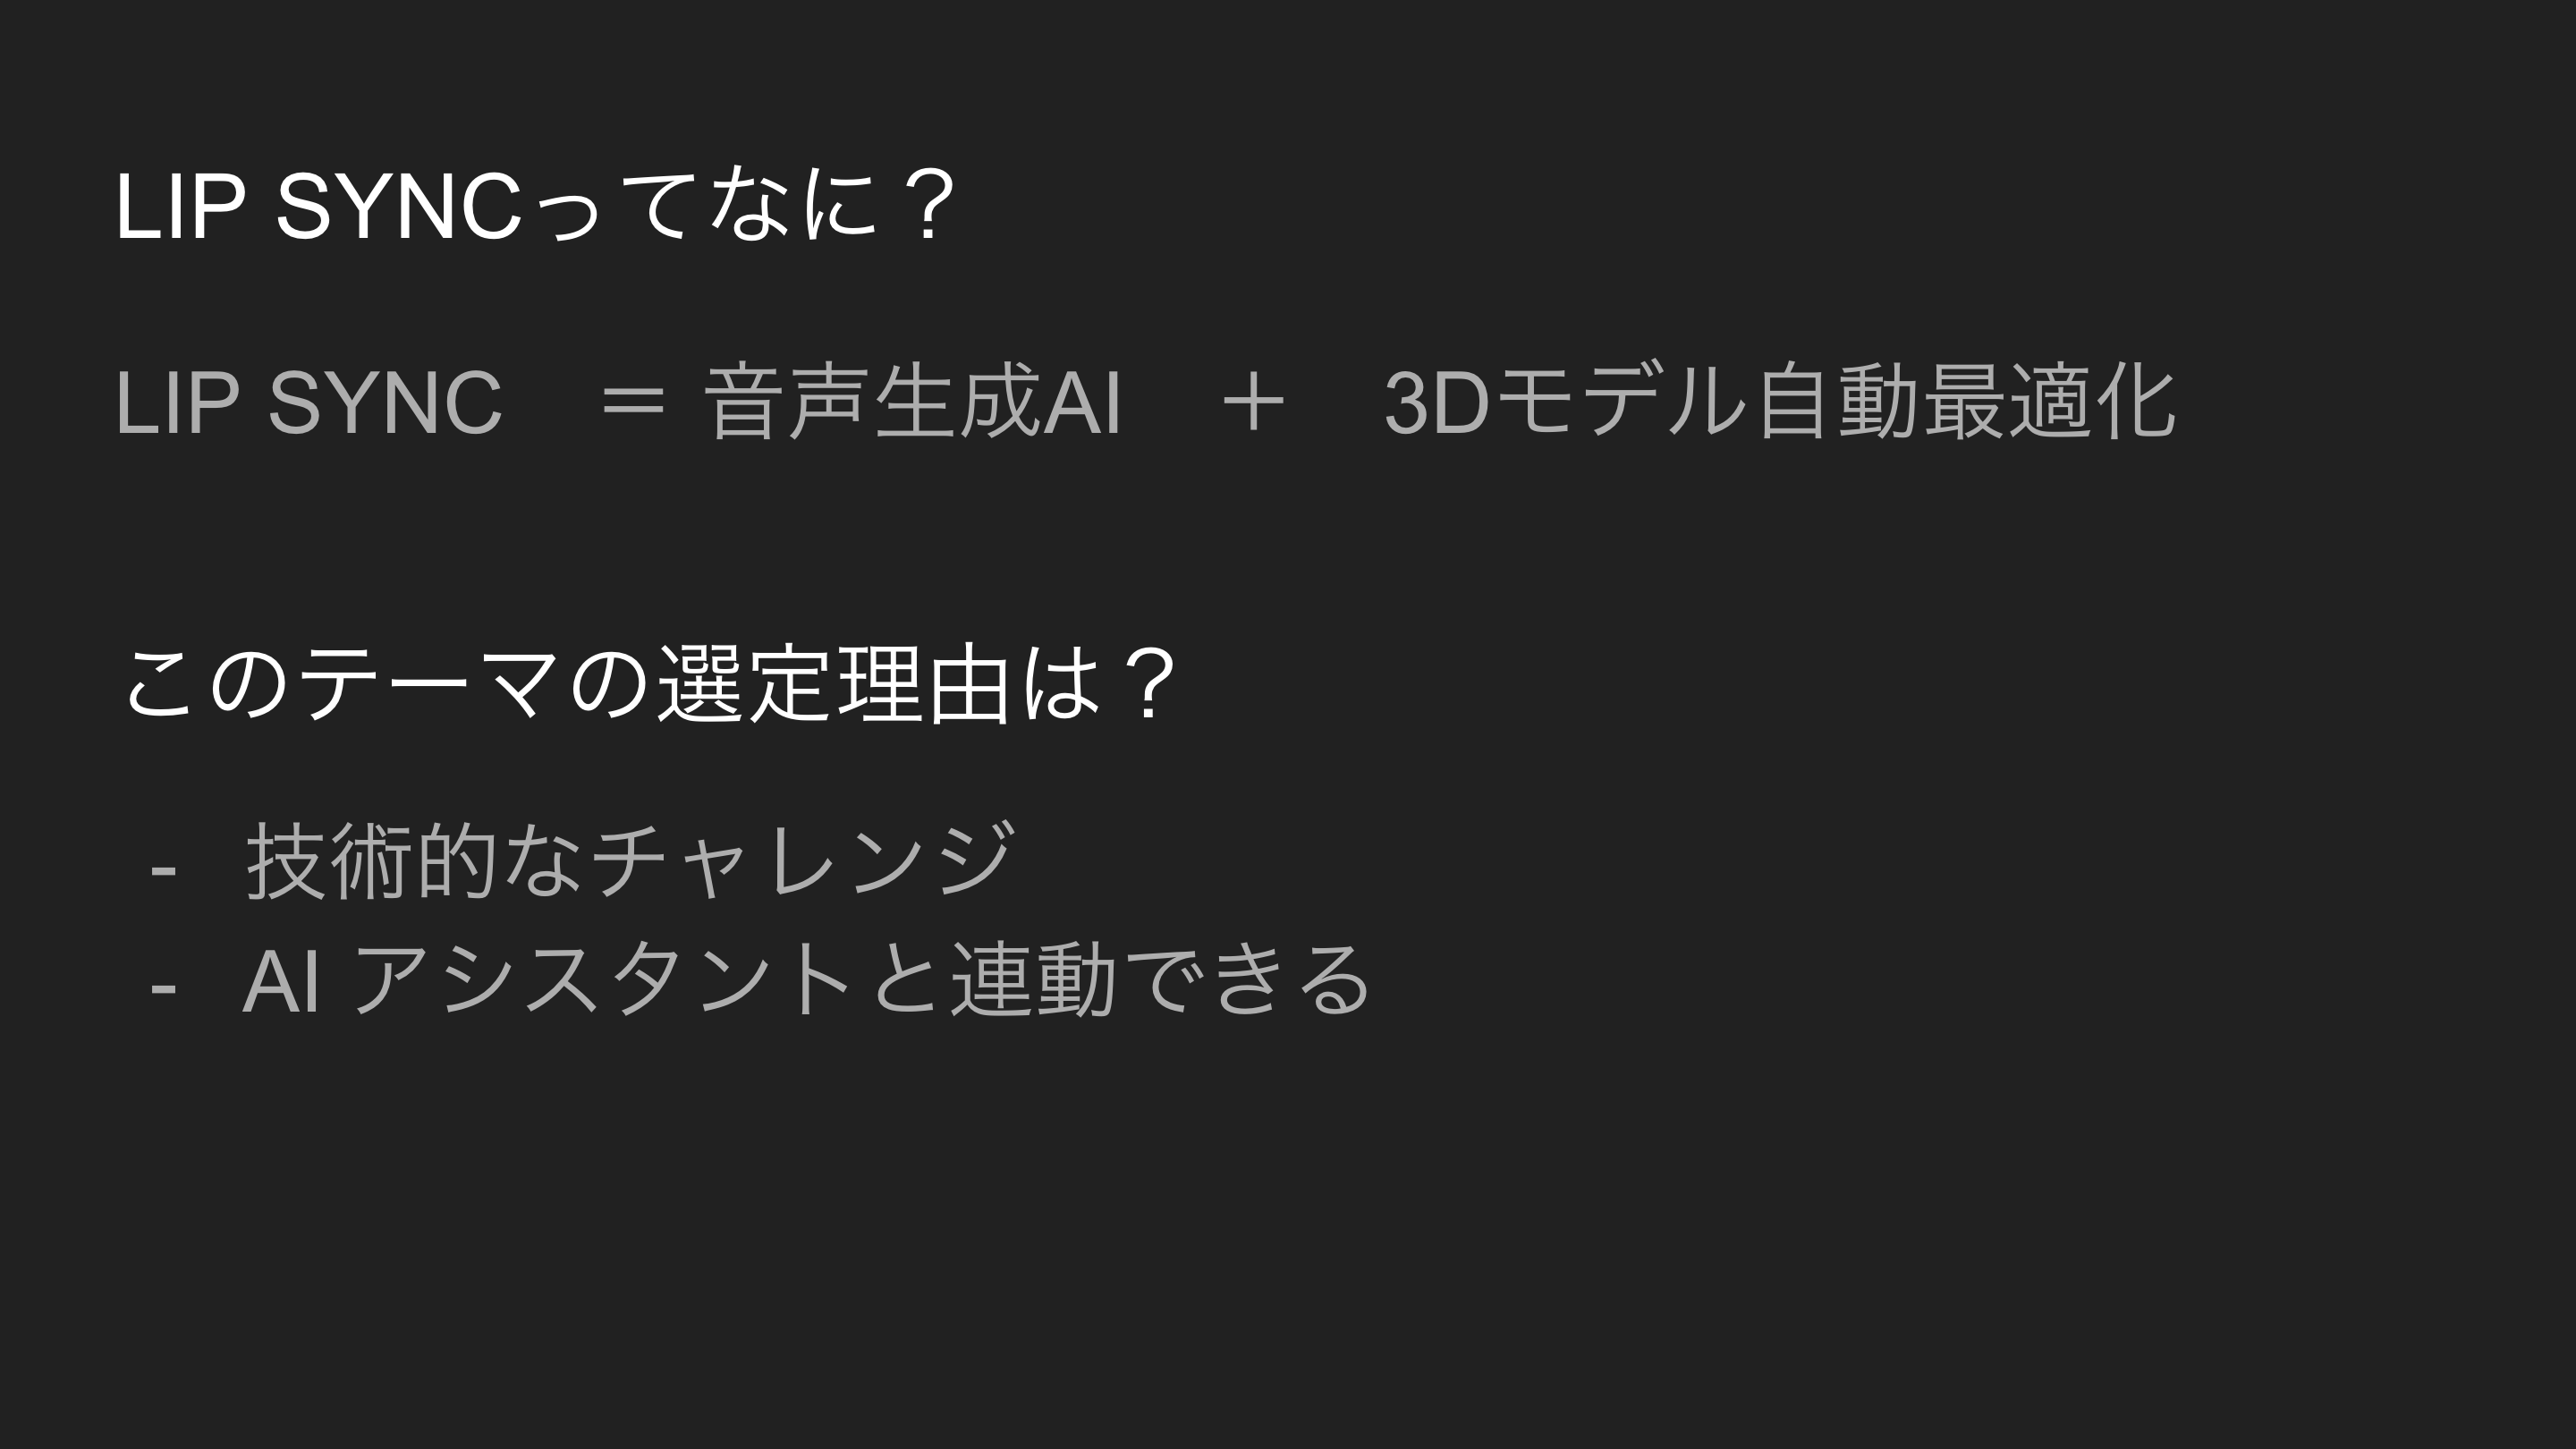 LIP SYNCってなに？
LIP SYNC ＝ 音声生成AI ＋ 3Dモデル自動最適化
このテーマの選定理由は？
- 技術的なチャレンジ
- AI アシスタントと連動できる